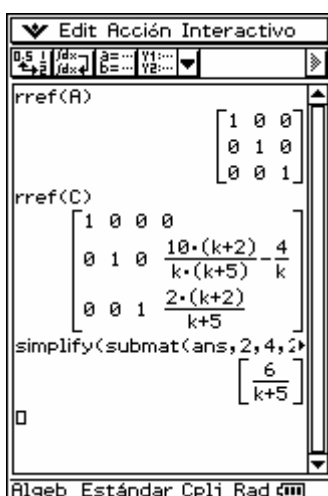 Edit Acción Interactivo
rref(A)
[1 0 0]
[0 1 0]
[0 0 1]
rref(C)
[1 0 0 0]
[0 1 0 10·(k+2)/k·(k+5) - 4/k]
[0 0 1 2·(k+2)/k+5]
simplify(submat(ans,2,4,2
[6/k+5]
Algeb Estándar Cplj Rad